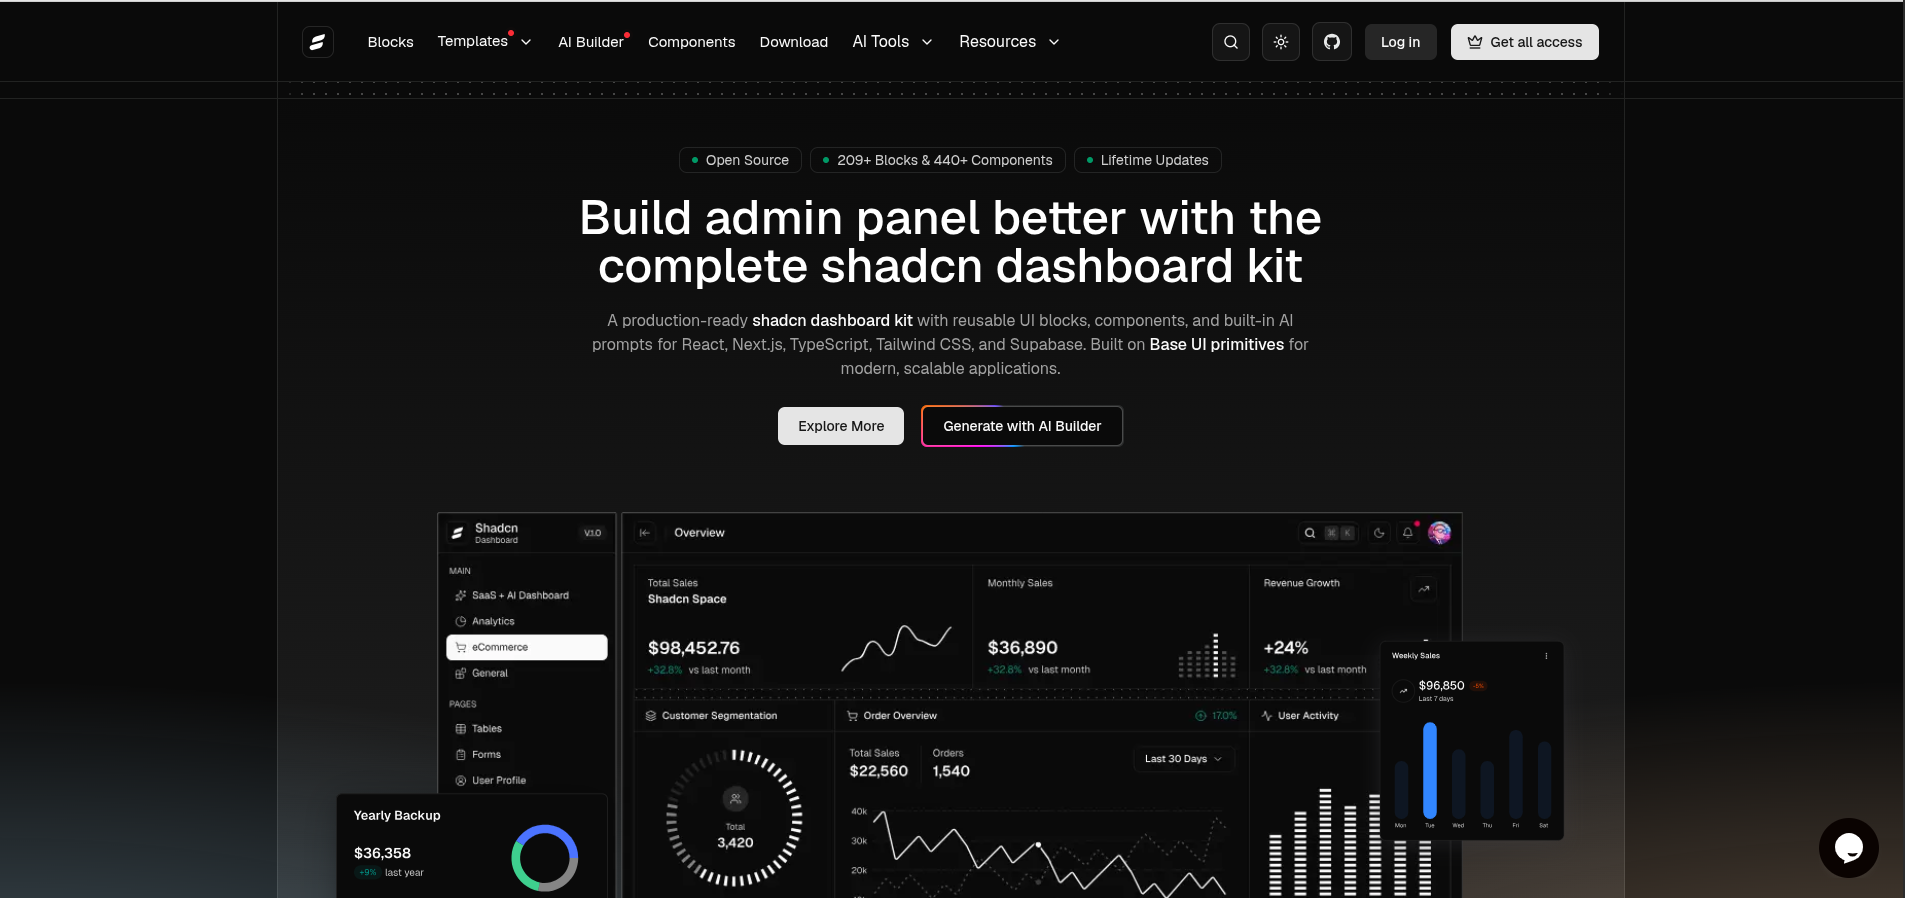 Blocks
Templates
AI Builder
Components
Download
AI Tools
Resources
Log in
Get all access
Open Source
209+ Blocks & 440+ Components
Lifetime Updates
Build admin panel better with the
complete shadcn dashboard kit
A production-ready shadcn dashboard kit with reusable UI blocks, components, and built-in AI
prompts for React, Next.js, TypeScript, Tailwind CSS, and Supabase. Built on Base UI primitives for
modern, scalable applications.
Explore More
Generate with AI Builder
Shadcn
Dashboard
V1.0
MAIN
SaaS + AI Dashboard
Analytics
eCommerce
General
PAGES
Tables
Forms
User Profile
Yearly Backup
$36,358
+9% last year
Overview
⌘ K
Total Sales
Shadcn Space
$98,452.76
+32.8% vs last month
Monthly Sales
$36,890
+32.8% vs last month
Revenue Growth
+24%
+32.8% vs last month
Customer Segmentation
Total
3,420
Order Overview
17.0%
Total Sales
$22,560
Orders
1,540
Last 30 Days
40k
30k
20k
User Activity
Weekly Sales
$96,850
Last 7 days
Mon Tue Wed Thu Fri Sat